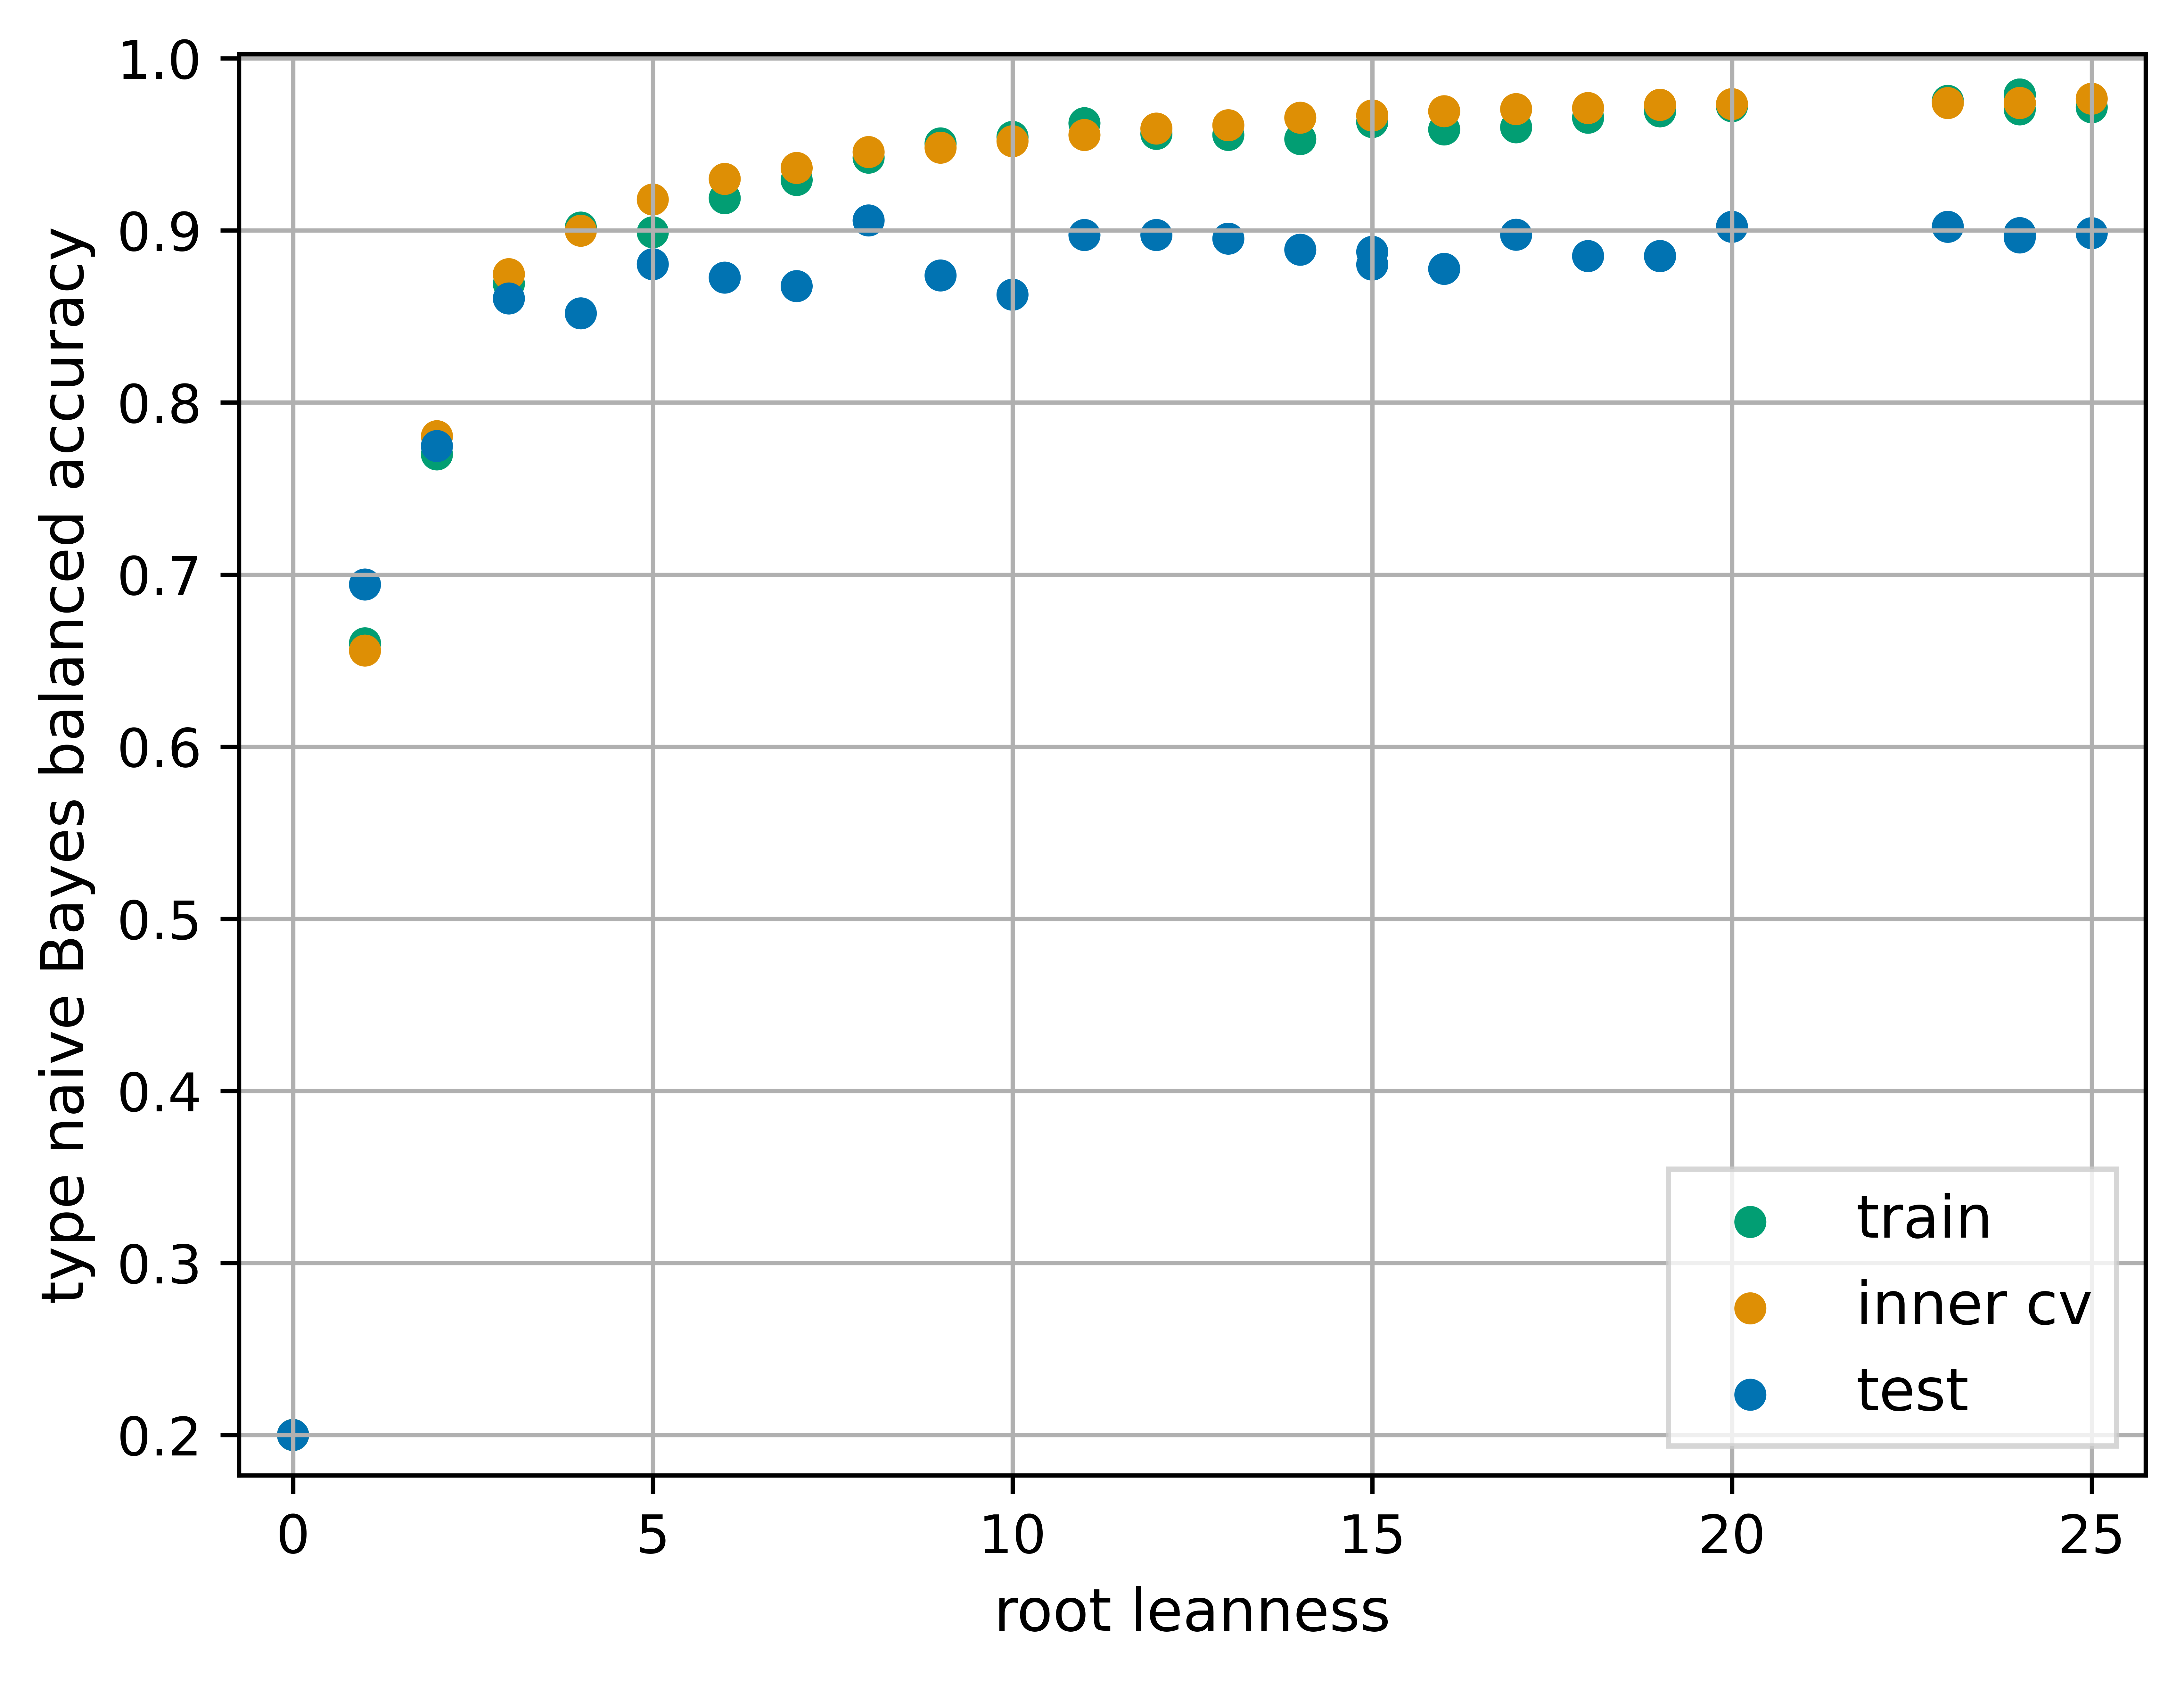 type naive Bayes balanced accuracy
1.0
0.9
0.8
0.7
0.6
0.5
0.4
0.3
0.2
train
inner cv
test
0 5 10 15 20 25
root leanness